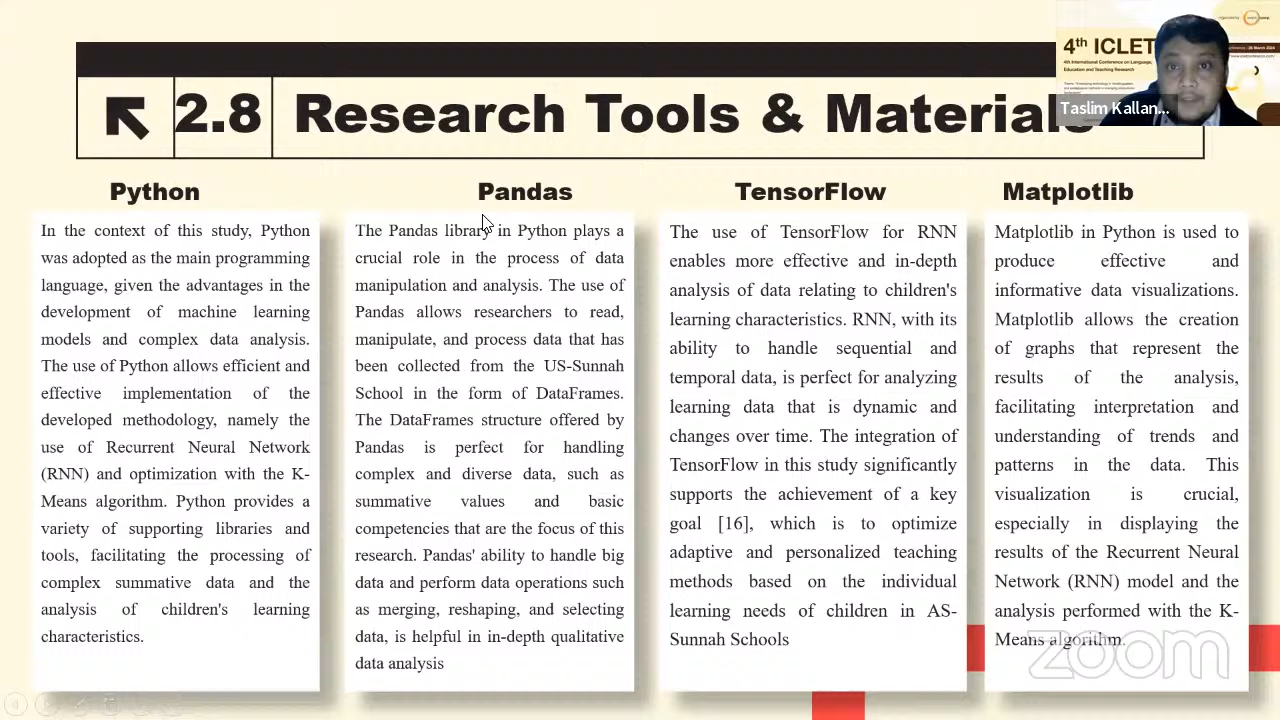 2.8 Research Tools & Materials
Python
In the context of this study, Python
was adopted as the main programming
language, given the advantages in the
development of machine learning
models and complex data analysis.
The use of Python allows efficient and
effective implementation of the
developed methodology, namely the
use of Recurrent Neural Network
(RNN) and optimization with the K-
Means algorithm. Python provides a
variety of supporting libraries and
tools, facilitating the processing of
complex summative data and the
analysis of children's learning
characteristics.
Pandas
The Pandas library in Python plays a
crucial role in the process of data
manipulation and analysis. The use of
Pandas allows researchers to read,
manipulate, and process data that has
been collected from the US-Sunnah
School in the form of DataFrames.
The DataFrames structure offered by
Pandas is perfect for handling
complex and diverse data, such as
summative values and basic
competencies that are the focus of this
research. Pandas' ability to handle big
data and perform data operations such
as merging, reshaping, and selecting
data, is helpful in in-depth qualitative
data analysis
TensorFlow
The use of TensorFlow for RNN
enables more effective and in-depth
analysis of data relating to children's
learning characteristics. RNN, with its
ability to handle sequential and
temporal data, is perfect for analyzing
learning data that is dynamic and
changes over time. The integration of
TensorFlow in this study significantly
supports the achievement of a key
goal [16], which is to optimize
adaptive and personalized teaching
methods based on the individual
learning needs of children in AS-
Sunnah Schools
Matplotlib
Matplotlib in Python is used to
produce effective and
informative data visualizations.
Matplotlib allows the creation
of graphs that represent the
results of the analysis,
facilitating interpretation and
understanding of trends and
patterns in the data. This
visualization is crucial,
especially in displaying the
results of the Recurrent Neural
Network (RNN) model and the
analysis performed with the K-
Means algorithm.
4th ICLET
4th International Conference on Language,
Education and Teaching Research
Taslim Kallan...
zoom